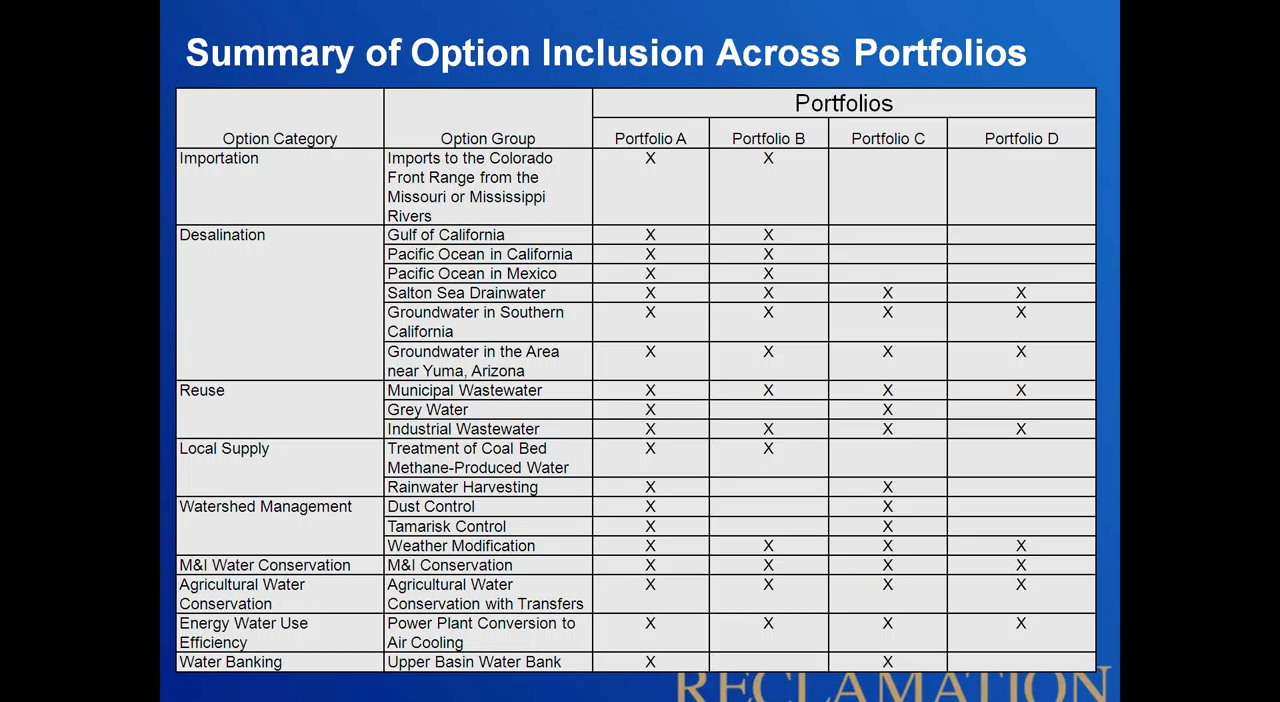 Summary of Option Inclusion Across Portfolios
Portfolios
Option Category Option Group Portfolio A Portfolio B Portfolio C Portfolio D
Importation Imports to the Colorado X X
Front Range from the
Missouri or Mississippi
Rivers
Desalination Gulf of California X X
Pacific Ocean in California X X
Pacific Ocean in Mexico X X
Salton Sea Drainwater X X X X
Groundwater in Southern X X X X
California
Groundwater in the Area X X X X
near Yuma, Arizona
Reuse Municipal Wastewater X X X X
Grey Water X X
Industrial Wastewater X X X X
Local Supply Treatment of Coal Bed X X
Methane-Produced Water
Rainwater Harvesting X X
Watershed Management Dust Control X X
Tamarisk Control X X
Weather Modification X X X X
M&I Water Conservation M&I Conservation X X X X
Agricultural Water Agricultural Water X X X X
Conservation Conservation with Transfers
Energy Water Use Power Plant Conversion to X X X X
Efficiency Air Cooling
Water Banking Upper Basin Water Bank X X
RECLAMATION